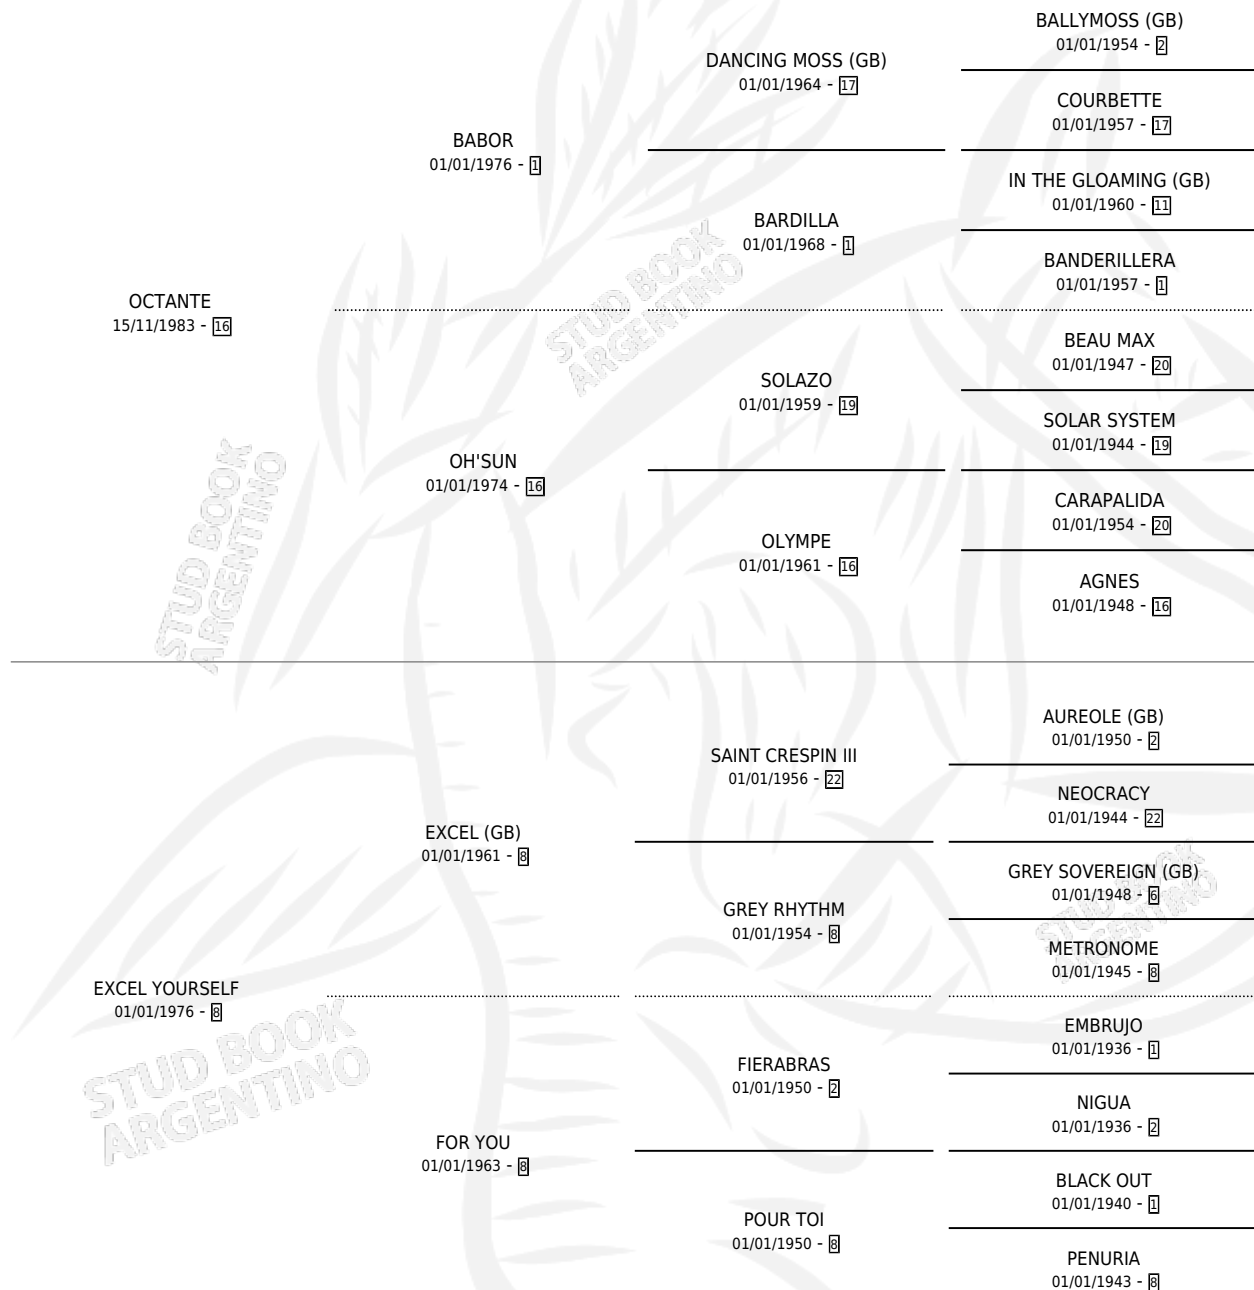 BALLYMOSS (GB)
01/01/1954 - 2
DANCING MOSS (GB)
01/01/1964 - 17
COURBETTE
01/01/1957 - 17
BABOR
01/01/1976 - 1
IN THE GLOAMING (GB)
01/01/1960 - 11
BARDILLA
01/01/1968 - 1
BANDERILLERA
01/01/1957 - 1
OCTANTE
15/11/1983 - 16
BEAU MAX
01/01/1947 - 20
SOLAZO
01/01/1959 - 19
SOLAR SYSTEM
01/01/1944 - 19
OH'SUN
01/01/1974 - 16
CARAPALIDA
01/01/1954 - 20
OLYMPE
01/01/1961 - 16
AGNES
01/01/1948 - 16
STUD BOOK
ARGENTINO
STUD BOOK
ARGENTINO
AUREOLE (GB)
01/01/1950 - 2
SAINT CRESPIN III
01/01/1956 - 22
NEOCRACY
01/01/1944 - 22
EXCEL (GB)
01/01/1961 - 8
GREY SOVEREIGN (GB)
01/01/1948 - 6
GREY RHYTHM
01/01/1954 - 8
METRONOME
01/01/1945 - 8
EXCEL YOURSELF
01/01/1976 - 8
EMBRUJO
01/01/1936 - 1
FIERABRAS
01/01/1950 - 2
NIGUA
01/01/1936 - 2
FOR YOU
01/01/1963 - 8
BLACK OUT
01/01/1940 - 1
POUR TOI
01/01/1950 - 8
PENURIA
01/01/1943 - 8
STUD BOOK
ARGENTINO
STUD BOOK
ARGENTINO